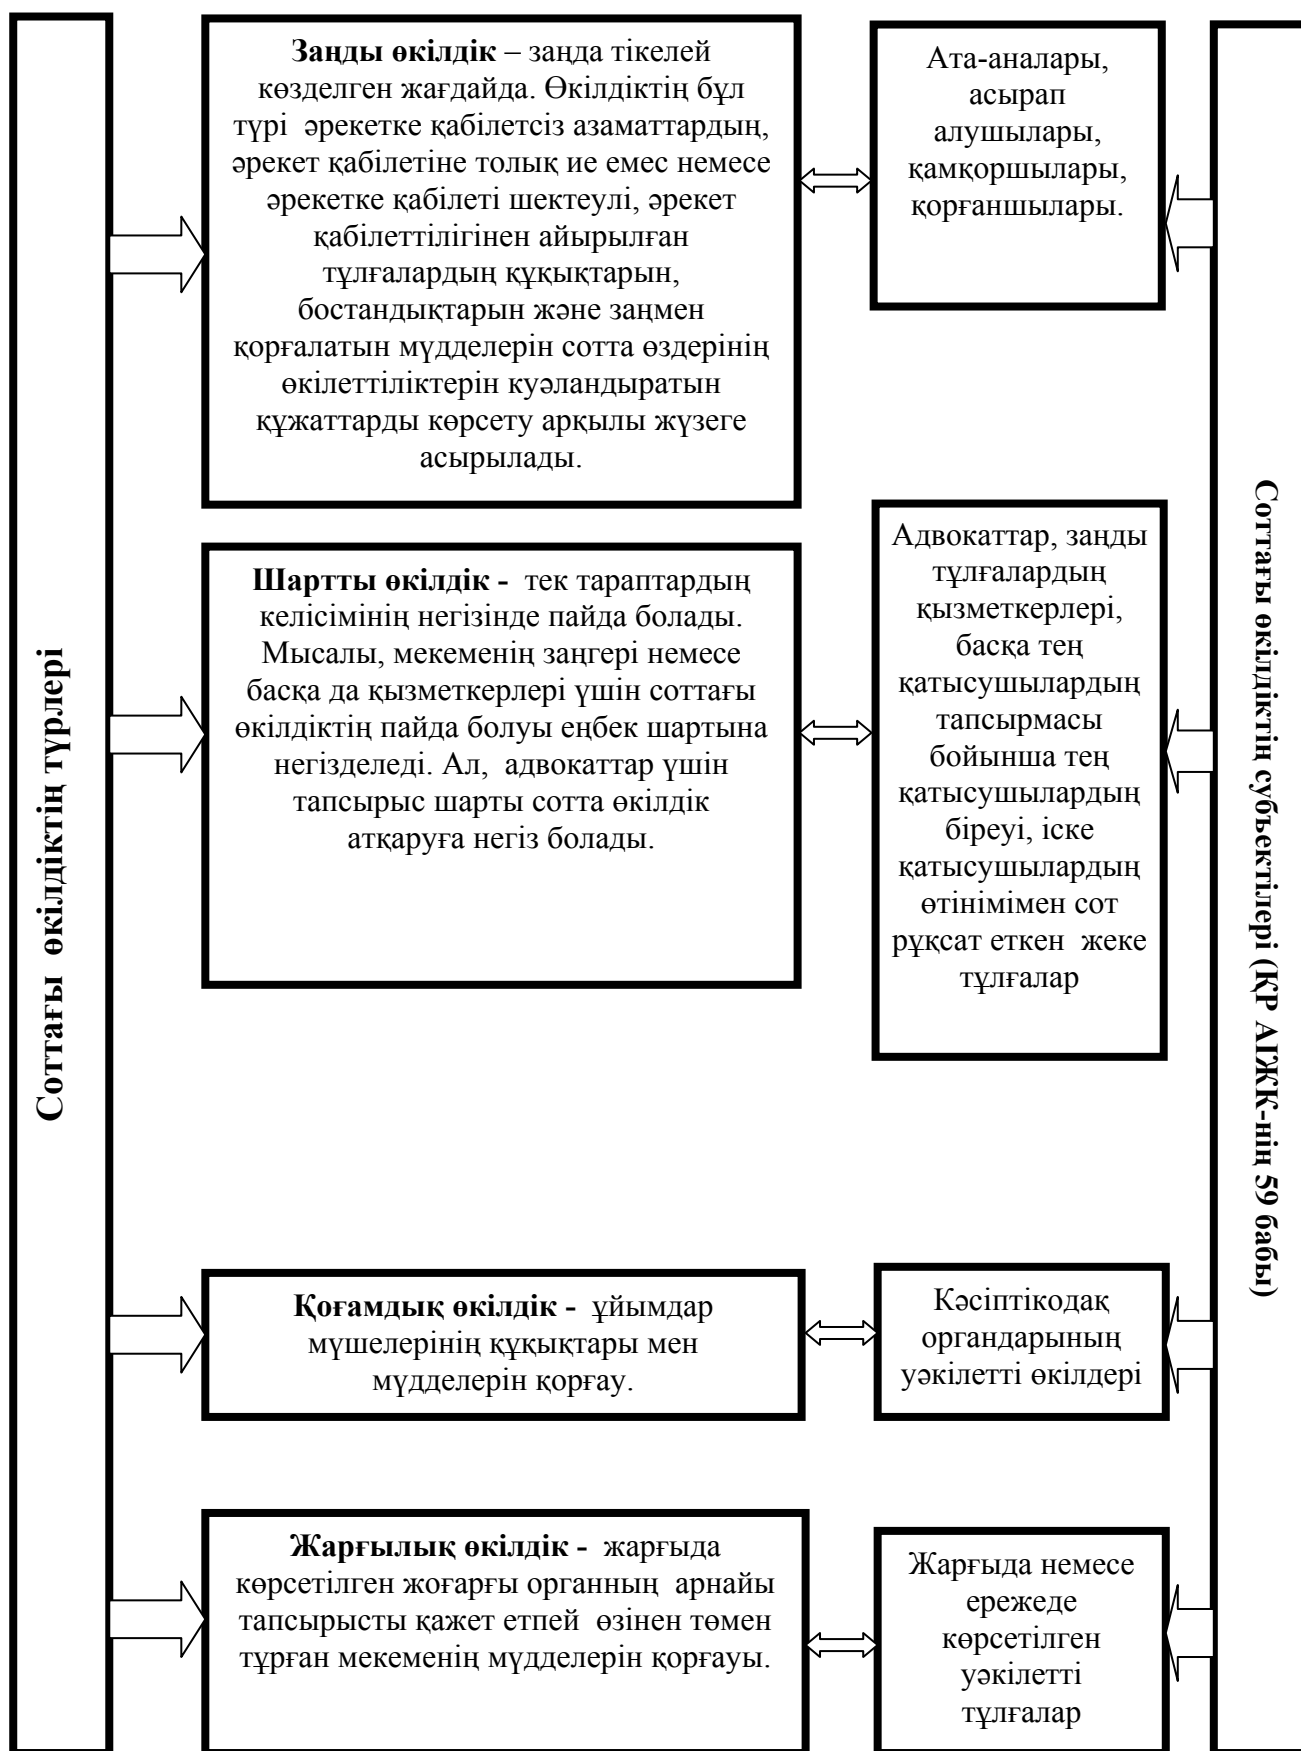 Соттағы өкілдіктің түрлері
Заңды өкілдік – заңда тікелей
көзделген жағдайда. Өкілдіктің бұл
түрі әрекетке қабілетсіз азаматтардың,
әрекет қабілетіне толық ие емес немесе
әрекетке қабілеті шектеулі, әрекет
қабілеттілігінен айырылған
тұлғалардың құқықтарын,
бостандықтарын және заңмен
қорғалатын мүдделерін сотта өздерінің
өкілеттіліктерін куәландыратын
құжаттарды көрсету арқылы жүзеге
асырылады.
Ата-аналары,
асырап
алушылары,
қамқоршылары,
қорғаншылары.
Шартты өкілдік - тек тараптардың
келісімінің негізінде пайда болады.
Мысалы, мекеменің заңгері немесе
басқа да қызметкерлері үшін соттағы
өкілдіктің пайда болуы еңбек шартына
негізделеді. Ал, адвокаттар үшін
тапсырыс шарты сотта өкілдік
атқаруға негіз болады.
Адвокаттар, заңды
тұлғалардың
қызметкерлері,
басқа тең
қатысушылардың
тапсырмасы
бойынша тең
қатысушылардың
біреуі, іске
қатысушылардың
өтінімімен сот
рұқсат еткен жеке
тұлғалар
Қоғамдық өкілдік - ұйымдар
мүшелерінің құқықтары мен
мүдделерін қорғау.
Кәсіптікодақ
органдарының
уәкілетті өкілдері
Жарғылық өкілдік - жарғыда
көрсетілген жоғарғы органның арнайы
тапсырысты қажет етпей өзінен төмен
тұрған мекеменің мүдделерін қорғауы.
Жарғыда немесе
ережеде
көрсетілген
уәкілетті
тұлғалар
Соттағы өкілдіктің субъектілері (ҚР АІЖК-нің 59 бабы)